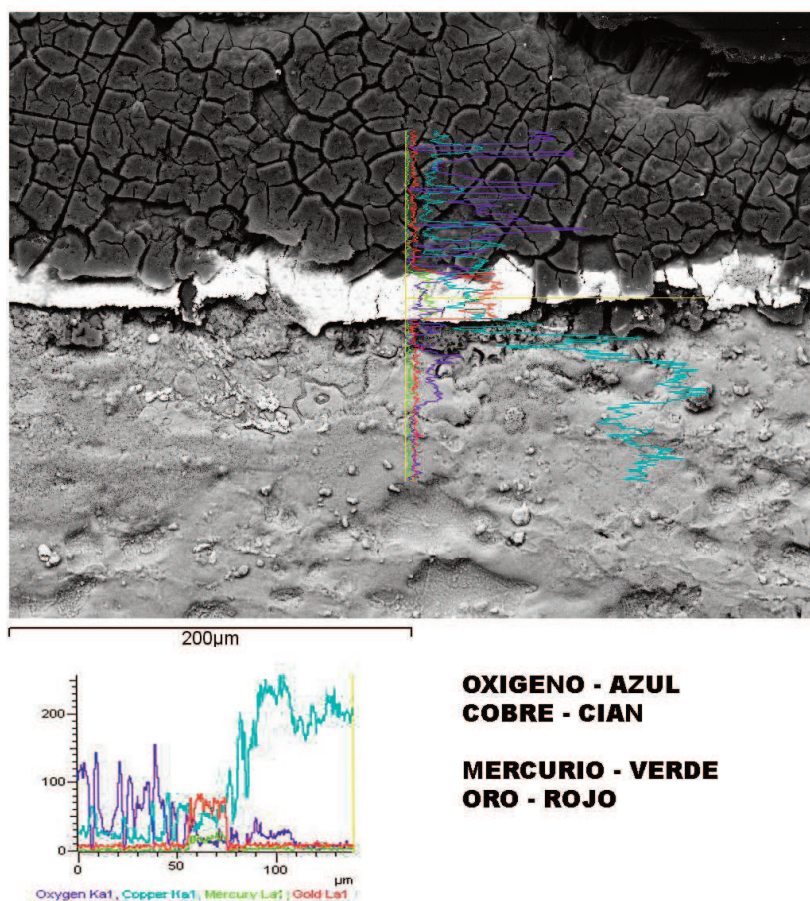 200µm
OXIGENO - AZUL
COBRE - CIAN
MERCURIO - VERDE
ORO - ROJO
200
100
0
0 50 100
µm
Oxygen Ka1, Copper Ka1, Mercury La1, Gold La1